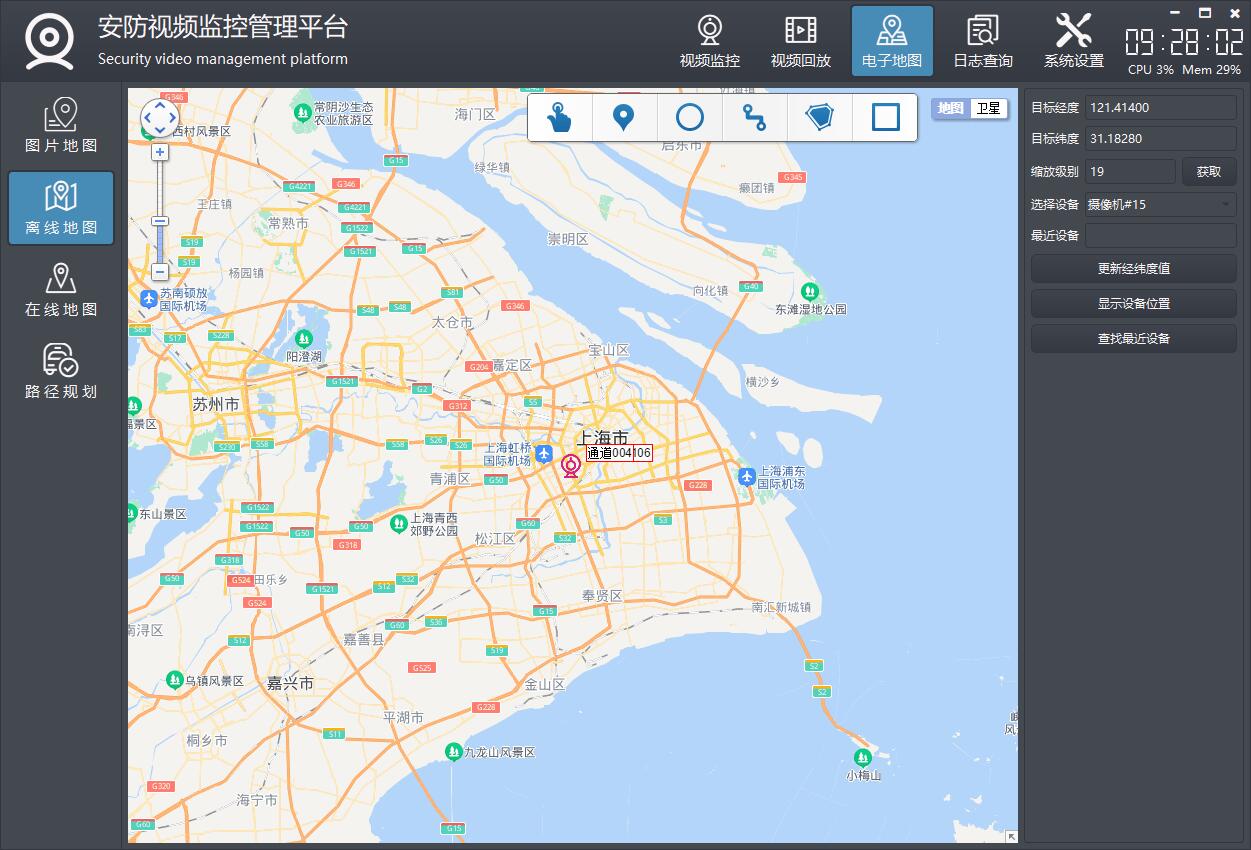 安防视频监控管理平台
Security video management platform
视频监控
视频回放
电子地图
日志查询
系统设置
09:28:02
CPU 3% Mem 29%
图片地图
离线地图
在线地图
路径规划
地图
卫星
目标经度 121.41400
目标纬度 31.18280
缩放级别 19 获取
选择设备 摄像机#15
最近设备
更新经纬度值
显示设备位置
查找最近设备
G346
常阴沙生态
农业旅游区
海门区
西村风景区
启东市
G15
绿华镇
G4221
G346
G345
癫团镇
王庄镇
G4221
常熟市
G1522
崇明区
S19
G1521
G15
S19
杨园镇
向化镇
G40
苏南硕放
国际机场
S81
G346
东滩湿地公园
S48
S48
太仓市
S83
S17
S228
阳澄湖
宝山区
G204
嘉定区
G1521
G2
横沙乡
苏州市
G312
S5
福景区
上海市
S230
S58
S58
S26
S26
上海虹桥
国际机场
通道004
106
青浦区
G50
G228
上海浦东
国际机场
东山景区
G1522
G1522
G50
G50
上海青西
郊野公园
G60
S3
G318
松江区
S32
G318
G50
G524
田乐乡
G1521
S12
S32
G524
奉贤区
南汇新城镇
G15
南浔区
G60
S36
S12
嘉善县
S19
G525
S2
乌镇风景区
嘉兴市
金山区
S2
G228
平湖市
S11
桐乡市
九龙山风景区
小梅山
G320
海宁市
G60
G15